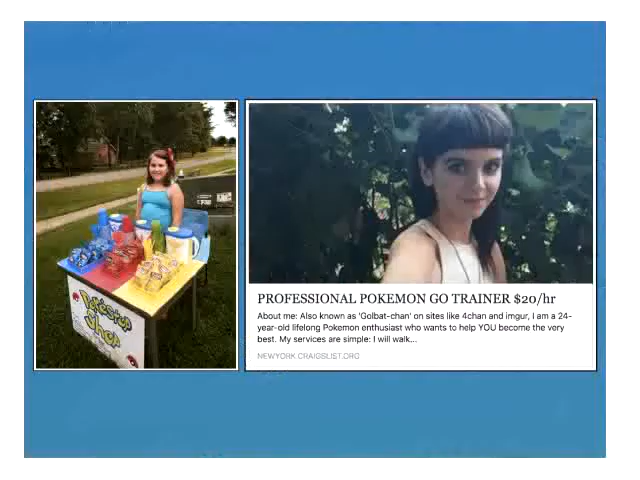 Pokéstop
Shop
PROFESSIONAL POKEMON GO TRAINER $20/hr
About me: Also known as 'Golbat-chan' on sites like 4chan and imgur, I am a 24-
year-old lifelong Pokemon enthusiast who wants to help YOU become the very
best. My services are simple: I will walk...
NEWYORK.CRAIGSLIST.ORG